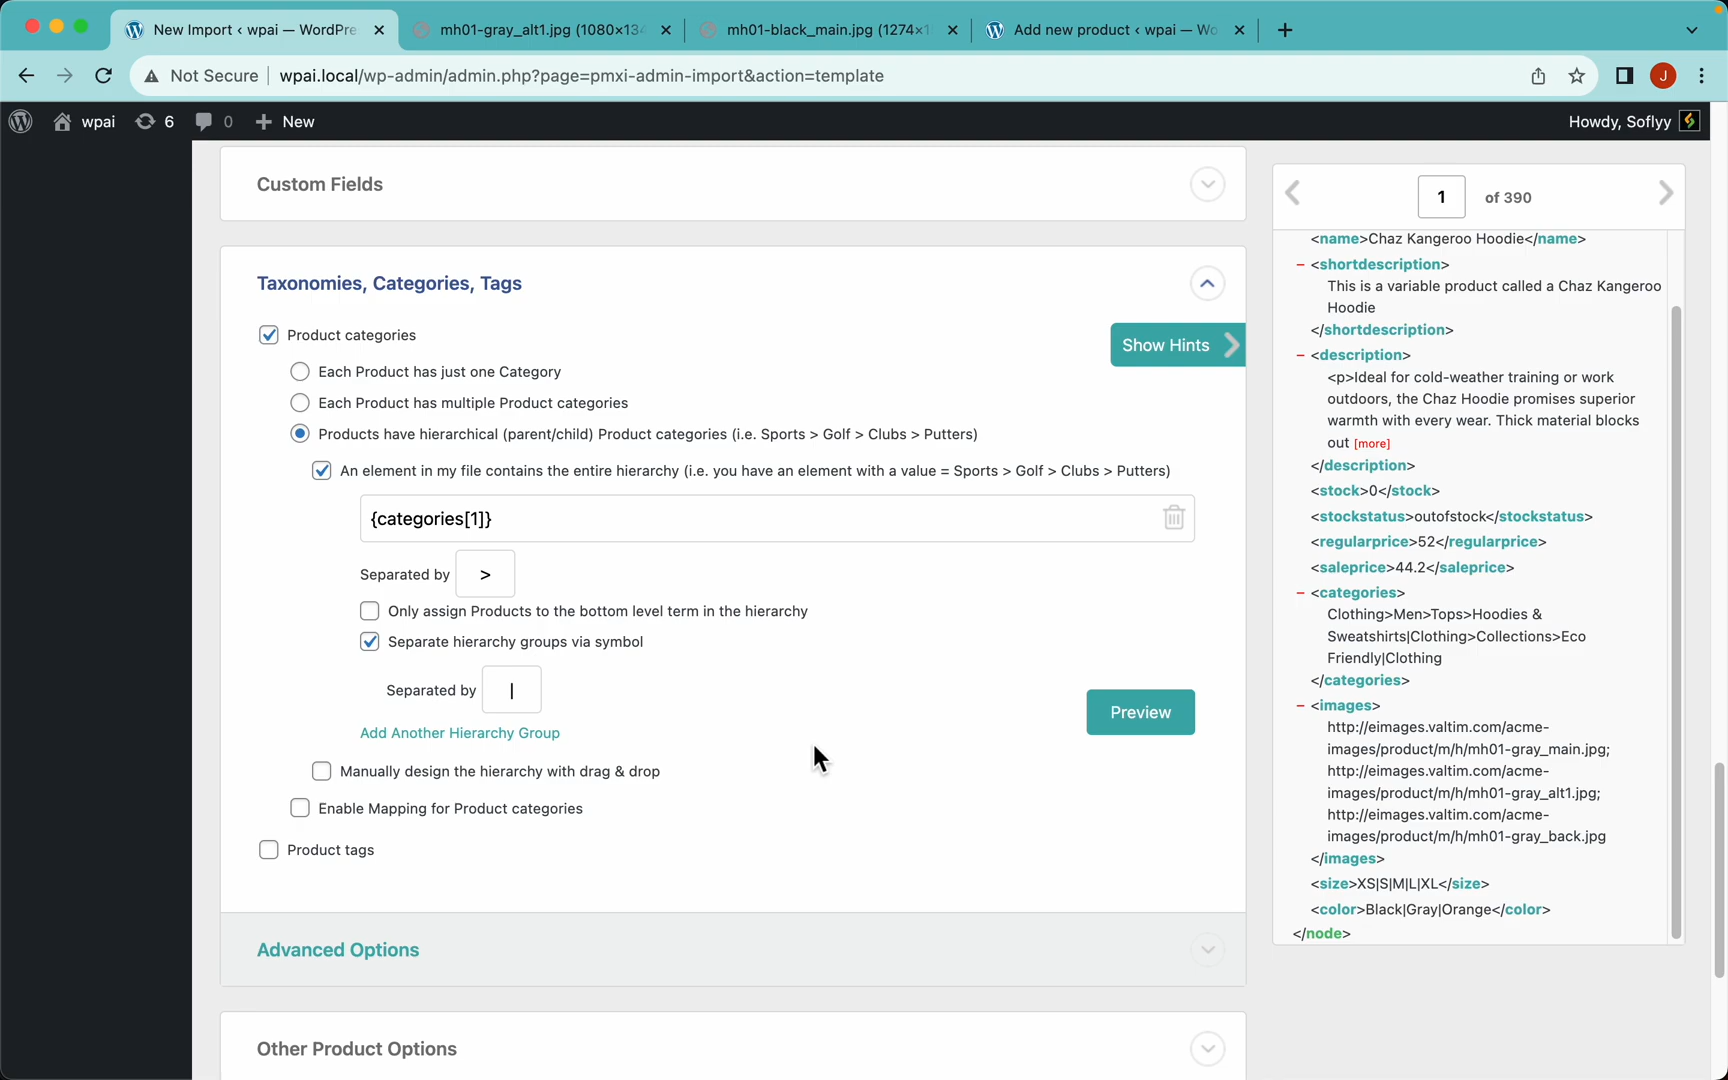 New Import ‹ wpai — WordPre
mh01-gray_alt1.jpg (1080×134
mh01-black_main.jpg (1274×1
Add new product ‹ wpai — Wo
Not Secure
wpai.local/wp-admin/admin.php?page=pmxi-admin-import&action=template
J
wpai
6
0
New
Howdy, Soflyy
Custom Fields
1
of 390
Taxonomies, Categories, Tags
Product categories
Show Hints
Each Product has just one Category
Each Product has multiple Product categories
Products have hierarchical (parent/child) Product categories (i.e. Sports > Golf > Clubs > Putters)
An element in my file contains the entire hierarchy (i.e. you have an element with a value = Sports > Golf > Clubs > Putters)
{categories[1]}
Separated by
>
Only assign Products to the bottom level term in the hierarchy
Separate hierarchy groups via symbol
Separated by
|
Preview
Add Another Hierarchy Group
Manually design the hierarchy with drag & drop
Enable Mapping for Product categories
Product tags
Advanced Options
Other Product Options
<name>Chaz Kangeroo Hoodie</name>
− <shortdescription>
This is a variable product called a Chaz Kangeroo
Hoodie
</shortdescription>
− <description>
<p>Ideal for cold-weather training or work
outdoors, the Chaz Hoodie promises superior
warmth with every wear. Thick material blocks
out [more]
</description>
<stock>0</stock>
<stockstatus>outofstock</stockstatus>
<regularprice>52</regularprice>
<saleprice>44.2</saleprice>
− <categories>
Clothing>Men>Tops>Hoodies &
Sweatshirts|Clothing>Collections>Eco
Friendly|Clothing
</categories>
− <images>
http://eimages.valtim.com/acme-
images/product/m/h/mh01-gray_main.jpg;
http://eimages.valtim.com/acme-
images/product/m/h/mh01-gray_alt1.jpg;
http://eimages.valtim.com/acme-
images/product/m/h/mh01-gray_back.jpg
</images>
<size>XS|S|M|L|XL</size>
<color>Black|Gray|Orange</color>
</node>